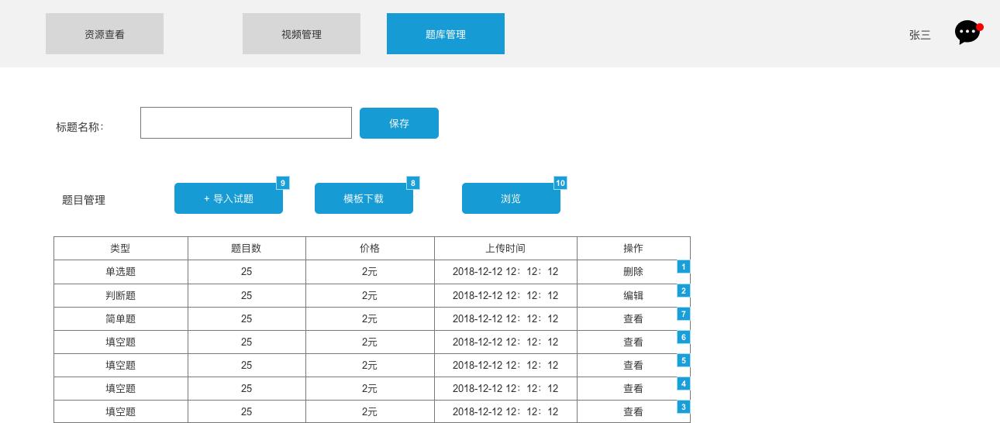 资源查看 视频管理 题库管理 张三
标题名称： 保存
题目管理 + 导入试题 9 模板下载 8 浏览 10
类型 题目数 价格 上传时间 操作
单选题 25 2元 2018-12-12 12：12：12 删除 1
判断题 25 2元 2018-12-12 12：12：12 编辑 2
简单题 25 2元 2018-12-12 12：12：12 查看 7
填空题 25 2元 2018-12-12 12：12：12 查看 6
填空题 25 2元 2018-12-12 12：12：12 查看 5
填空题 25 2元 2018-12-12 12：12：12 查看 4
填空题 25 2元 2018-12-12 12：12：12 查看 3